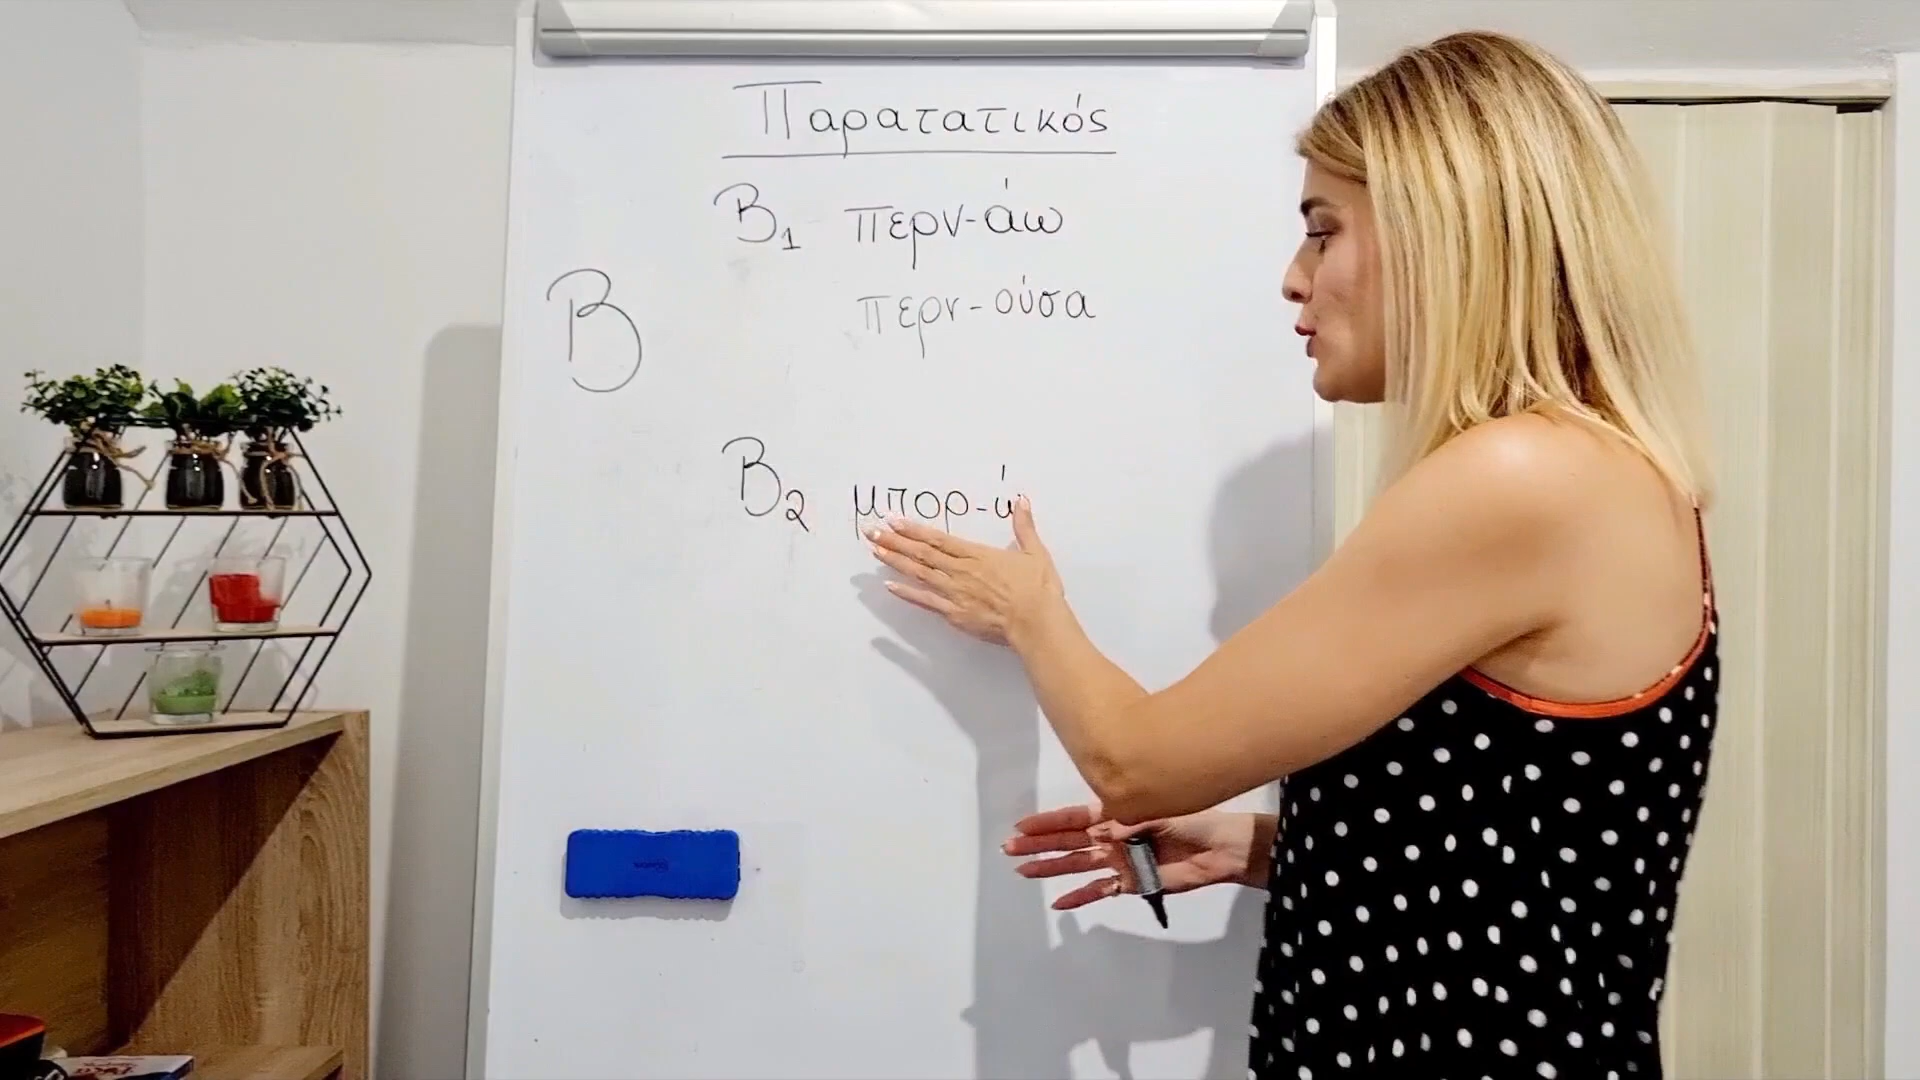 Παρατατικός
Β1 περν-άω
περν-ούσα
Β
Β2 μπορ-ώ